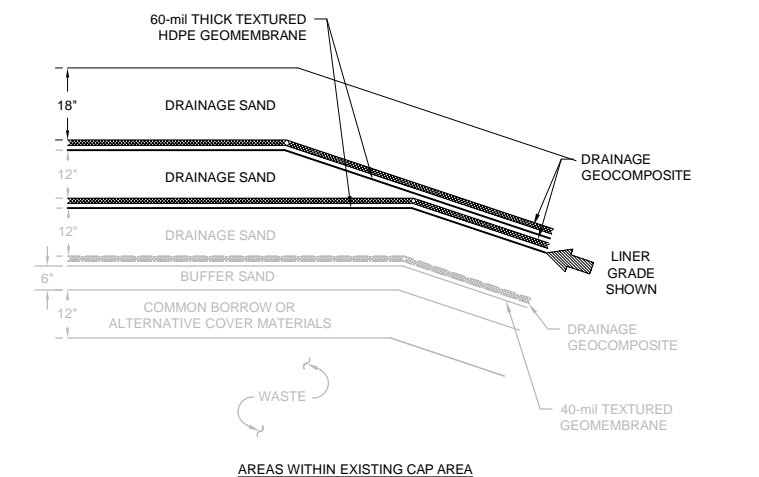 60-mil THICK TEXTURED
HDPE GEOMEMBRANE
18"
DRAINAGE SAND
12"
DRAINAGE SAND
DRAINAGE
GEOCOMPOSITE
12"
DRAINAGE SAND
LINER
GRADE
SHOWN
6"
BUFFER SAND
12"
COMMON BORROW OR
ALTERNATIVE COVER MATERIALS
DRAINAGE
GEOCOMPOSITE
WASTE
40-mil TEXTURED
GEOMEMBRANE
AREAS WITHIN EXISTING CAP AREA